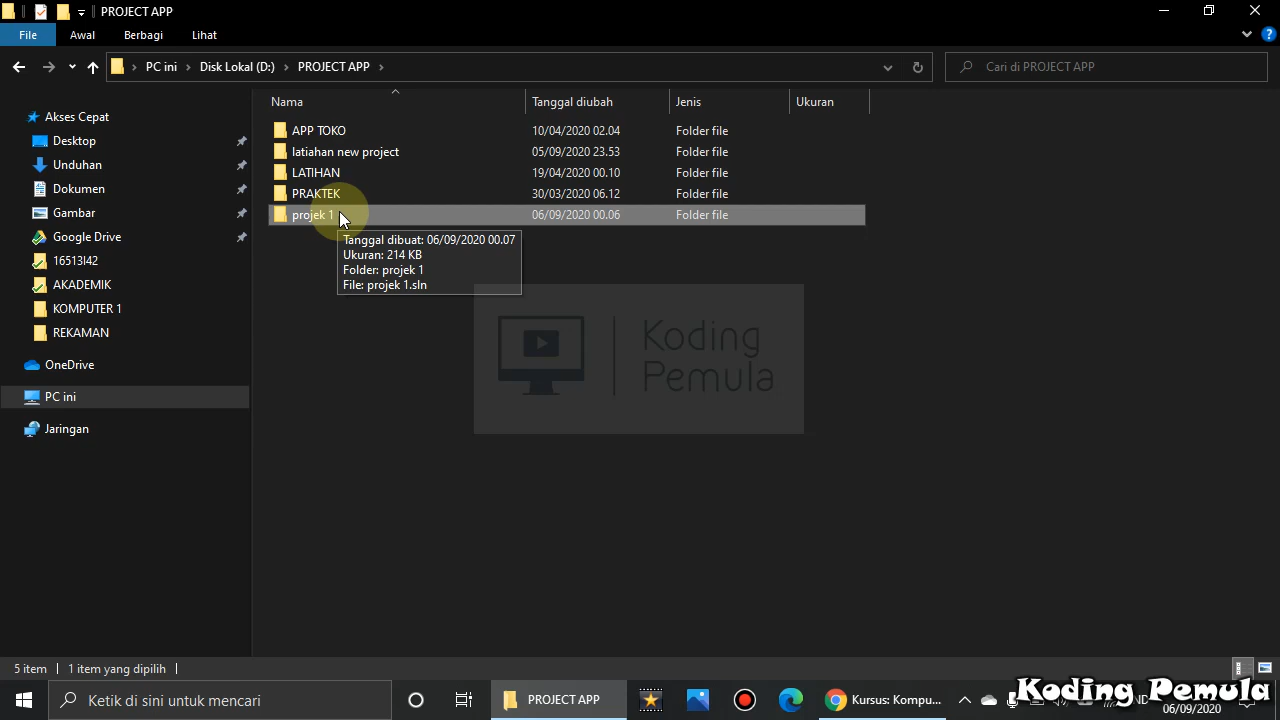 PROJECT APP
File Awal Berbagi Lihat
PC ini Disk Lokal (D:) PROJECT APP
Cari di PROJECT APP
Nama Tanggal diubah Jenis Ukuran
Akses Cepat
Desktop
Unduhan
Dokumen
Gambar
Google Drive
16513I42
AKADEMIK
KOMPUTER 1
REKAMAN
OneDrive
PC ini
Jaringan
APP TOKO 10/04/2020 02.04 Folder file
latiahan new project 05/09/2020 23.53 Folder file
LATIHAN 19/04/2020 00.10 Folder file
PRAKTEK 30/03/2020 06.12 Folder file
projek 1 06/09/2020 00.06 Folder file
Tanggal dibuat: 06/09/2020 00.07
Ukuran: 214 KB
Folder: projek 1
File: projek 1.sln
Koding
Pemula
5 item 1 item yang dipilih
Ketik di sini untuk mencari
PROJECT APP
Kursus: Kompu...
Koding Pemula
06/09/2020